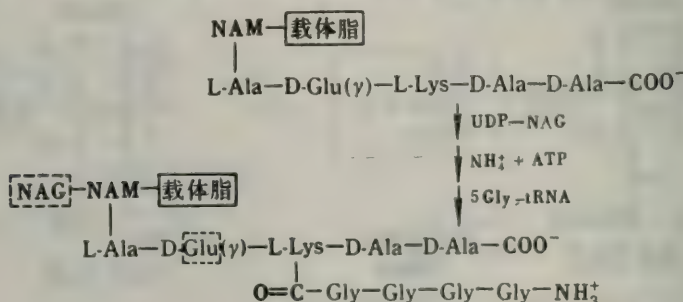 NAM—载体脂
L-Ala—D-Glu(γ)—L-Lys—D-Ala—D-Ala—COO⁻
UDP—NAG
NH₄⁺ + ATP
5Gly-tRNA
NAG—NAM—载体脂
L-Ala—D-Glu(γ)—L-Lys—D-Ala—D-Ala—COO⁻
O=C—Gly—Gly—Gly—Gly—NH₃⁺